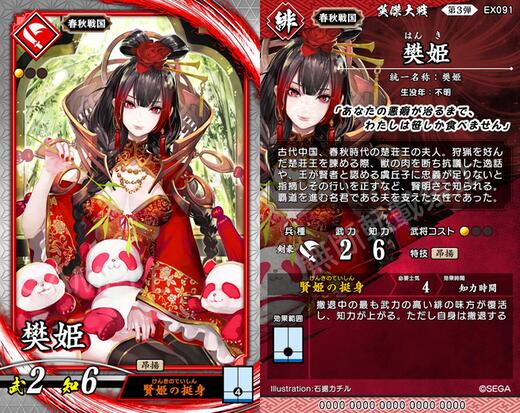 春秋戦国
樊姫
昂揚
武2 知6
けんきのていしん
賢姫の挺身
4
緋
春秋戦国
英傑大戦
第3弾
EX091
はん き
樊姫
統一名称：樊姫
生没年：不明
「あなたの悪癖が治るまで、
わたしは笹しか食べません」
古代中国、春秋時代の楚荘王の夫人。狩猟を好ん
だ楚荘王を諫める際、獣の肉を断ち抗議した逸話
や、王が賢者と認める虞丘子に忠義が足りないと
指摘しその行いを正すなど、賢明さで知られる。
覇道を進む名君である夫を支えた女性であった。
兵種
武力
知力
武将コスト
剣豪
2
6
特技
昂揚
けんきのていしん
賢姫の挺身
必要士気
4
効果時間
知力時間
効果範囲
撤退中の最も武力の高い緋の味方が復活
し、知力が上がる。ただし自身は撤退する
Illustration:石据カチル
©SEGA
0000-0000-0000-0000-0000